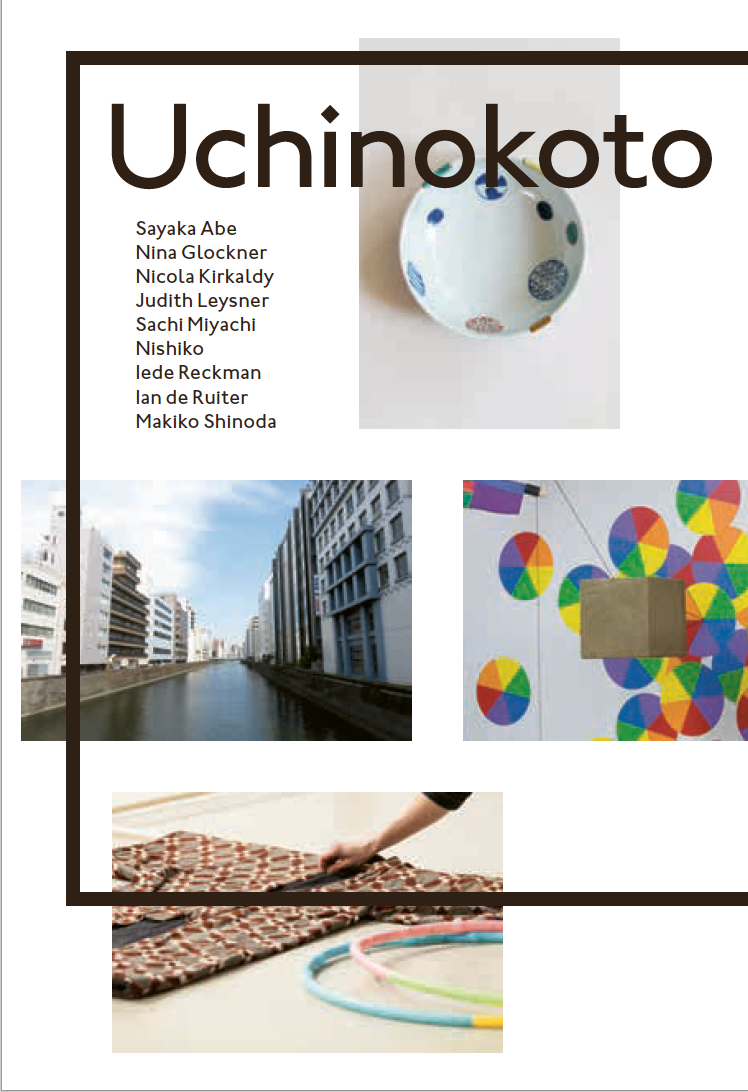 Uchinokoto
Sayaka Abe
Nina Glockner
Nicola Kirkaldy
Judith Leysner
Sachi Miyachi
Nishiko
Iede Reckman
Ian de Ruiter
Makiko Shinoda